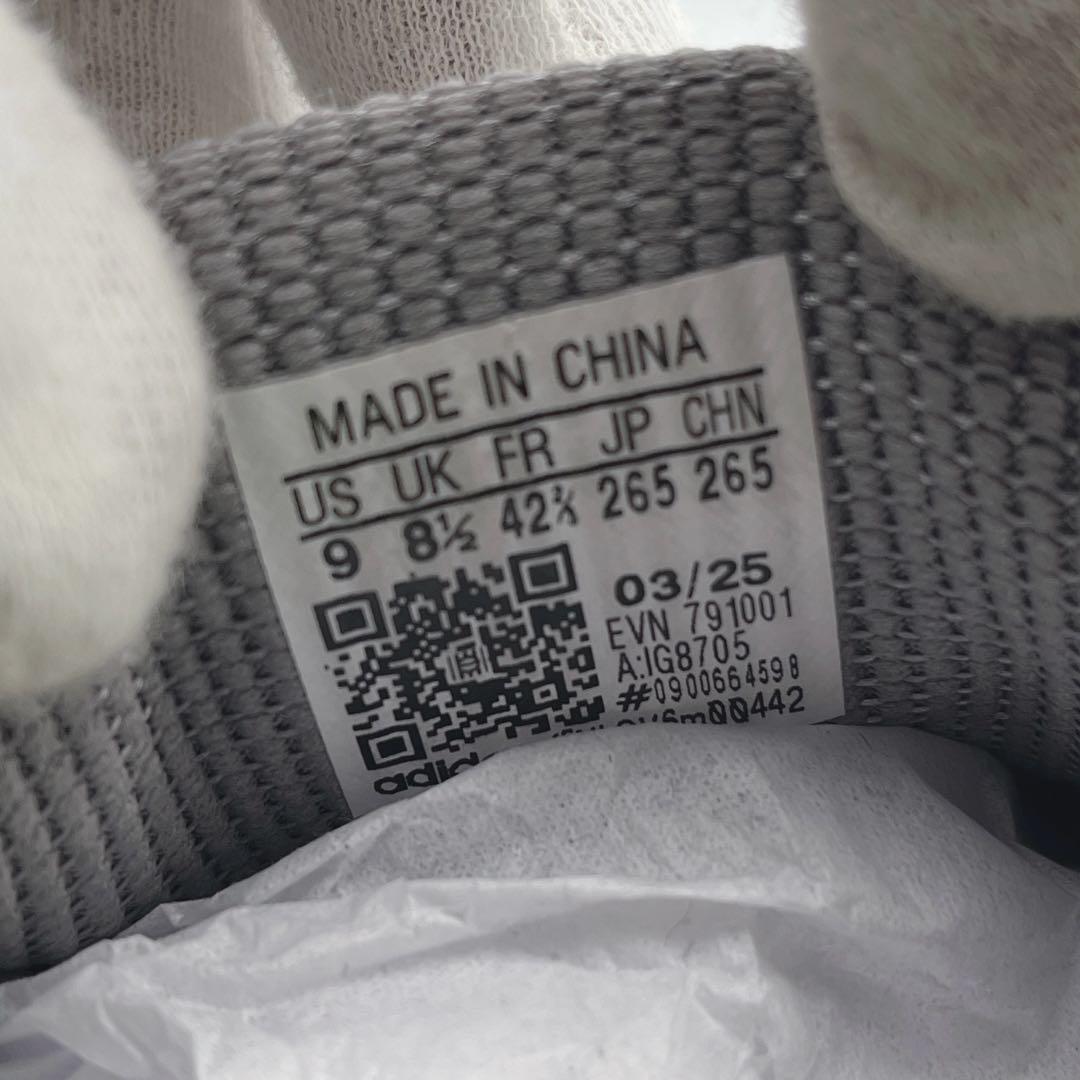 MADE IN CHINA
US UK FR JP CHN
9 8½ 42⅔ 265 265
03/25
EVN 791001
A:IG8705
#0900664598